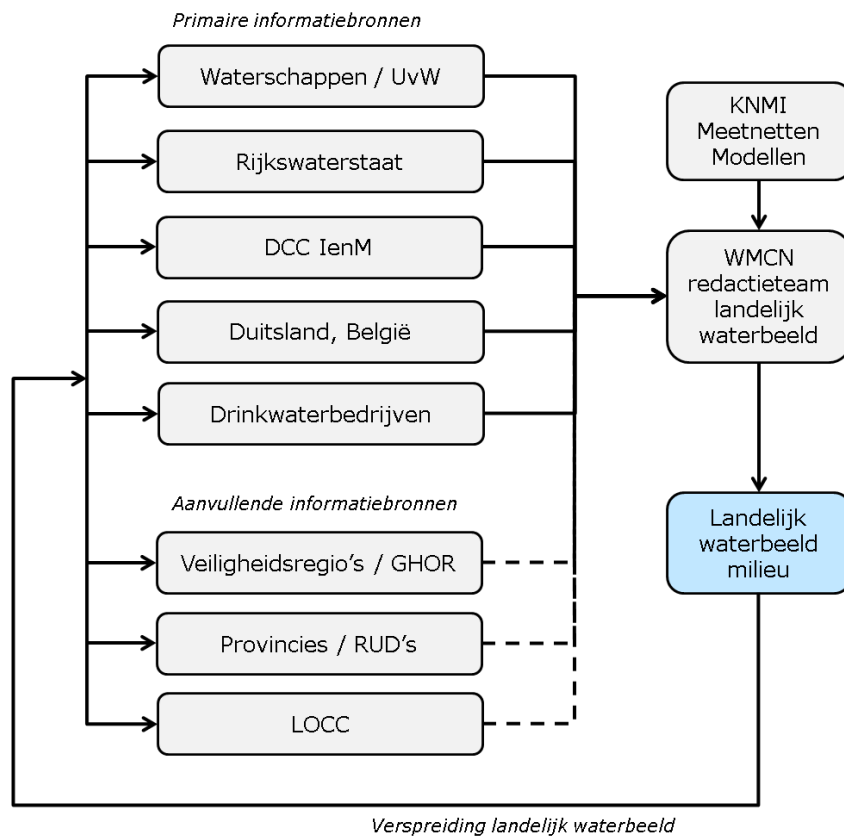 Primaire informatiebronnen
Waterschappen / UvW
Rijkswaterstaat
DCC IenM
Duitsland, België
Drinkwaterbedrijven
Aanvullende informatiebronnen
Veiligheidsregio's / GHOR
Provincies / RUD's
LOCC
KNMI
Meetnetten
Modellen
WMCN
redactieteam
landelijk
waterbeeld
Landelijk
waterbeeld
milieu
Verspreiding landelijk waterbeeld